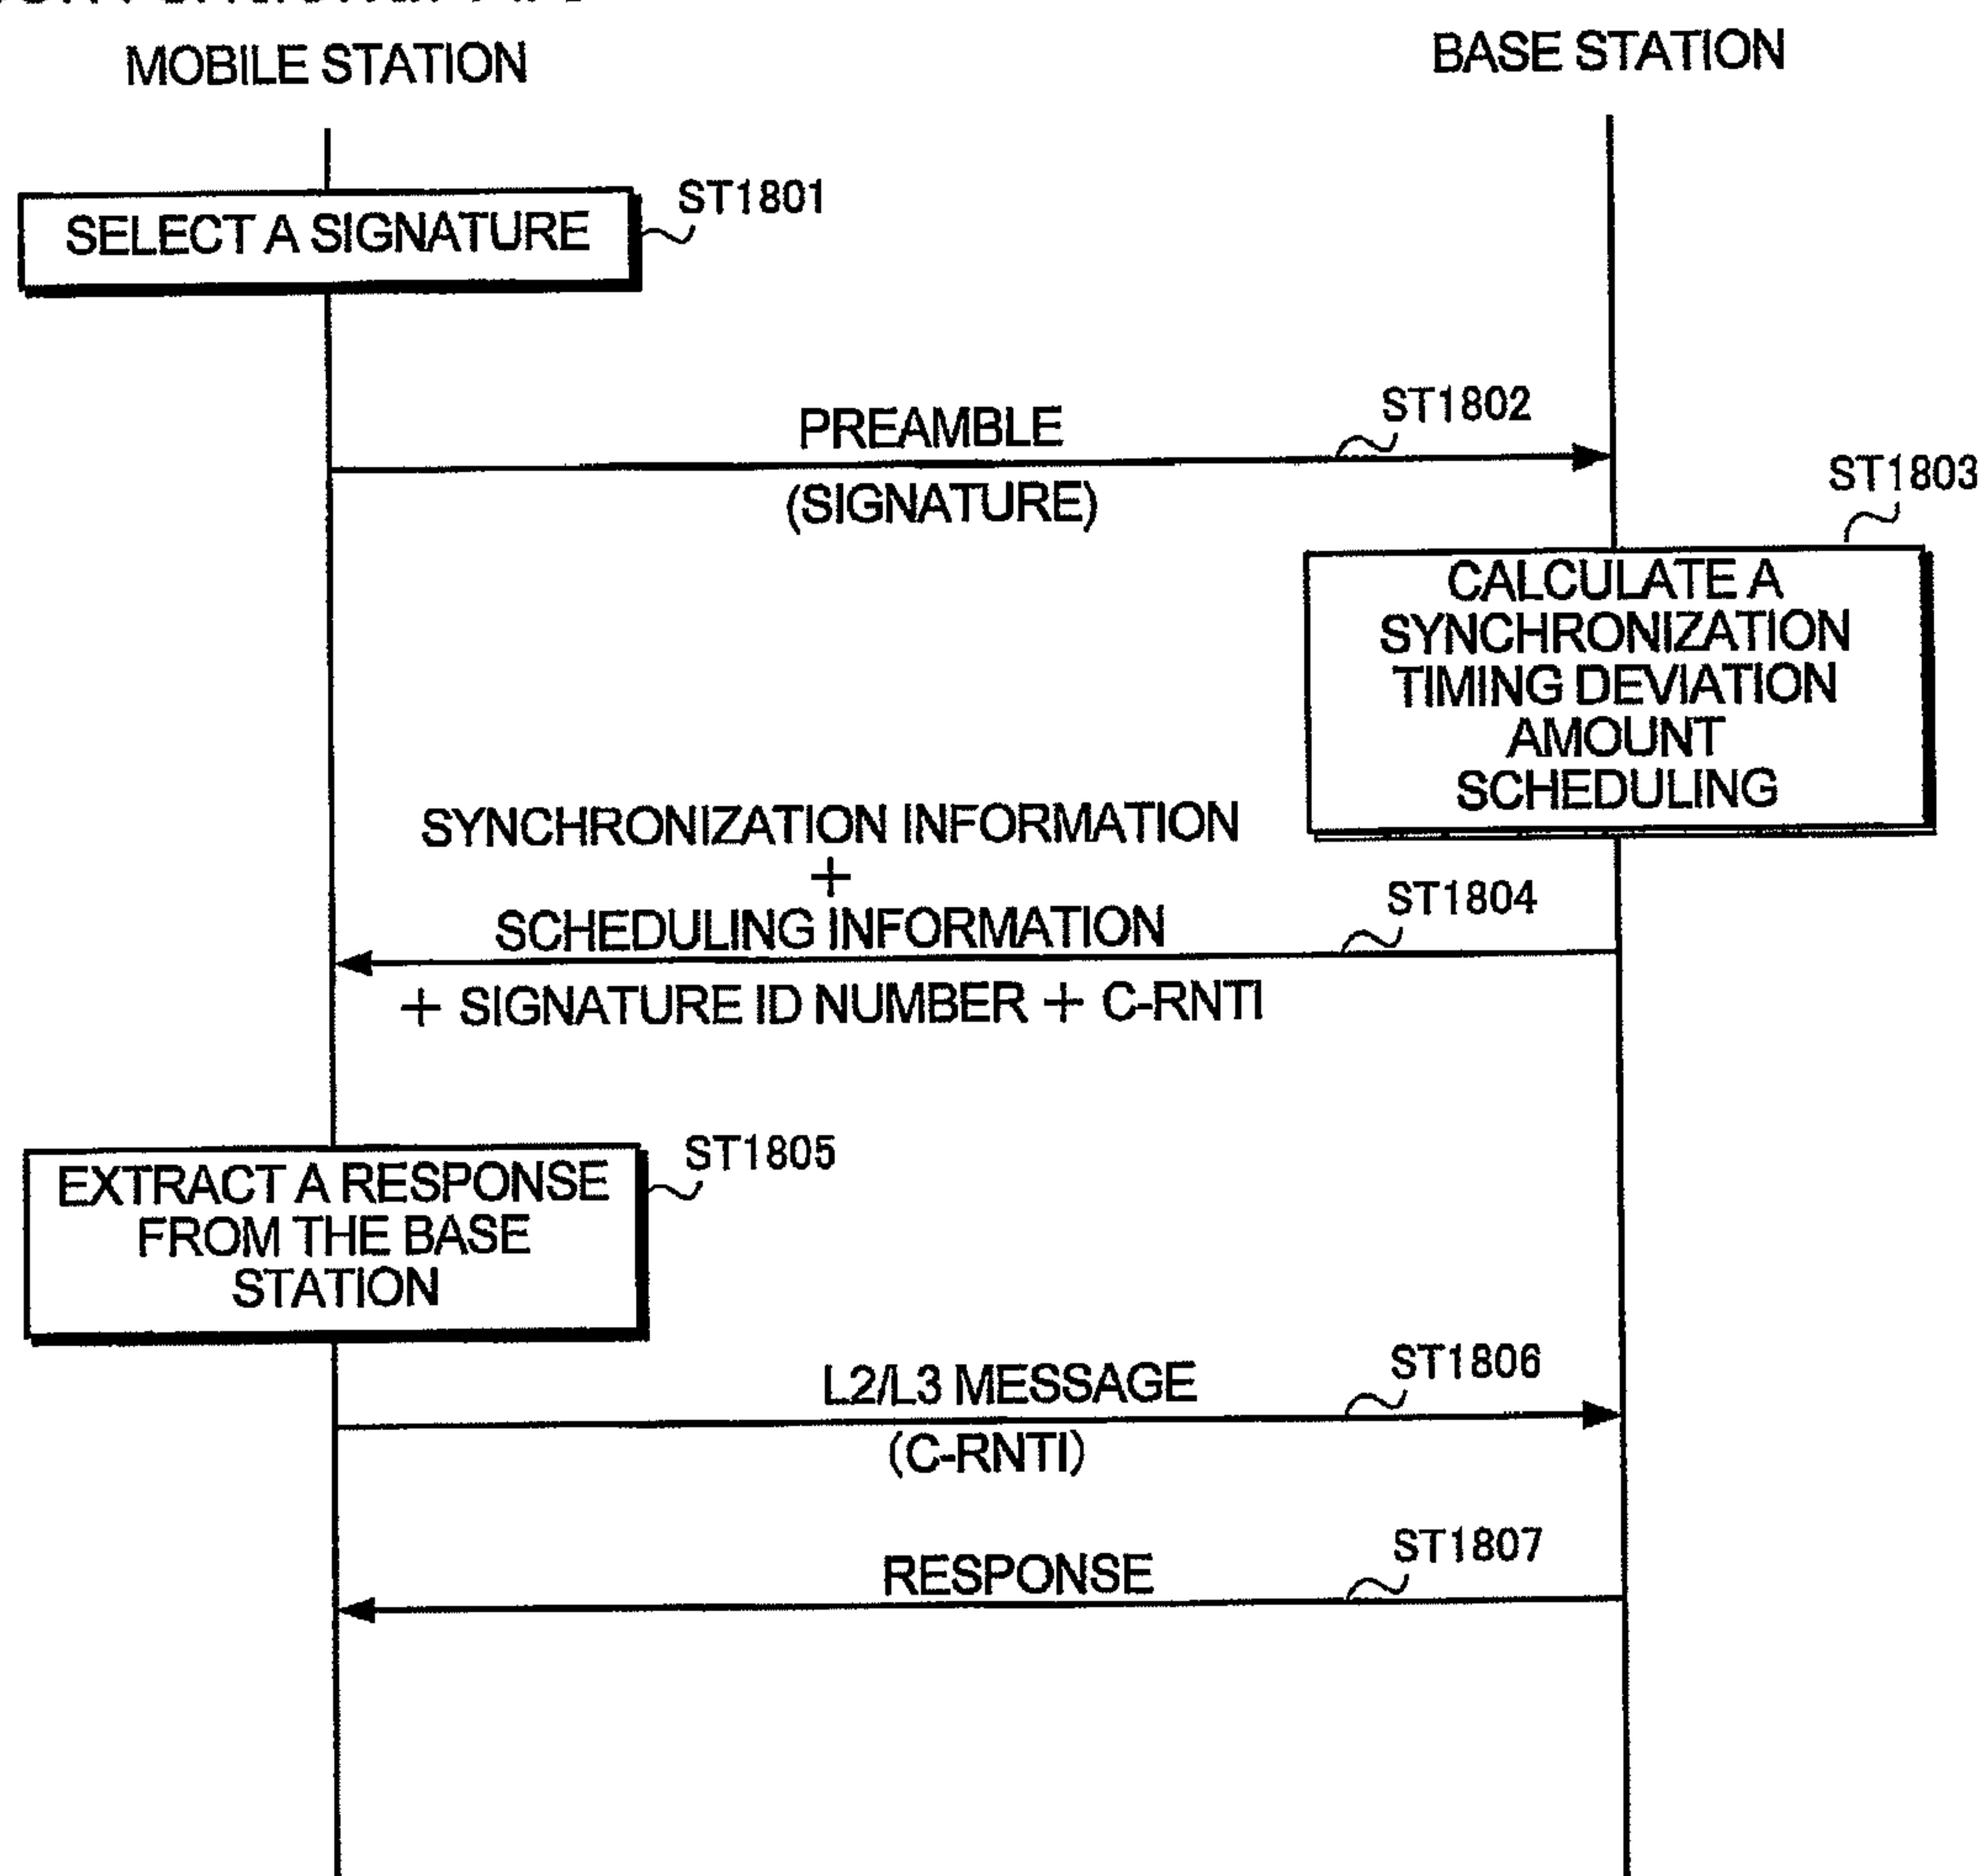 MOBILE STATION
BASE STATION
SELECT A SIGNATURE
ST1801
PREAMBLE
ST1802
(SIGNATURE)
ST1803
CALCULATE A
SYNCHRONIZATION
TIMING DEVIATION
AMOUNT
SCHEDULING
SYNCHRONIZATION INFORMATION
+
SCHEDULING INFORMATION
ST1804
+ SIGNATURE ID NUMBER + C-RNTI
EXTRACT A RESPONSE
FROM THE BASE
STATION
ST1805
L2/L3 MESSAGE
ST1806
(C-RNTI)
RESPONSE
ST1807